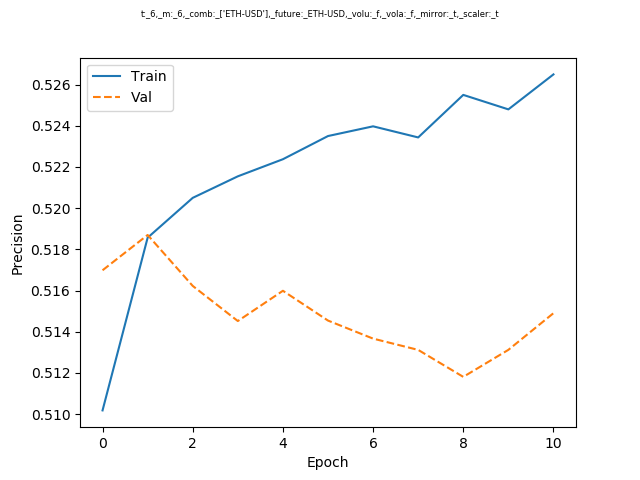 t:_6,_m:_6,_comb:_['ETH-USD'],_future:_ETH-USD,_volu:_f,_vola:_f,_mirror:_t,_scaler:_t
Train
Val
0.526
0.524
0.522
0.520
0.518
0.516
0.514
0.512
0.510
Precision
0 2 4 6 8 10
Epoch